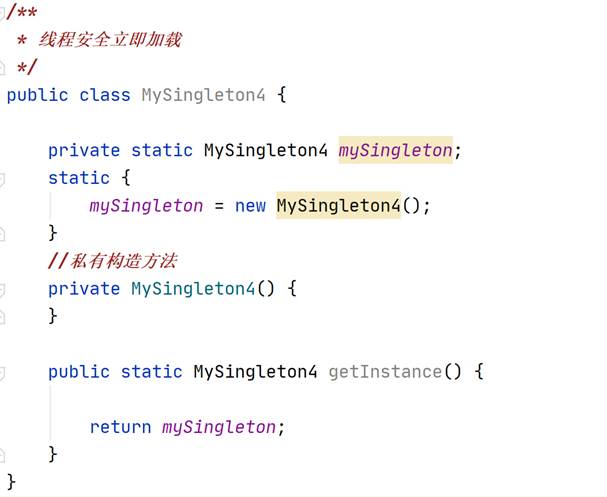 /**
 * 线程安全立即加载
 */
public class MySingleton4 {
    private static MySingleton4 mySingleton;
    static {
        mySingleton = new MySingleton4();
    }
    //私有构造方法
    private MySingleton4() {
    }
    public static MySingleton4 getInstance() {
        return mySingleton;
    }
}